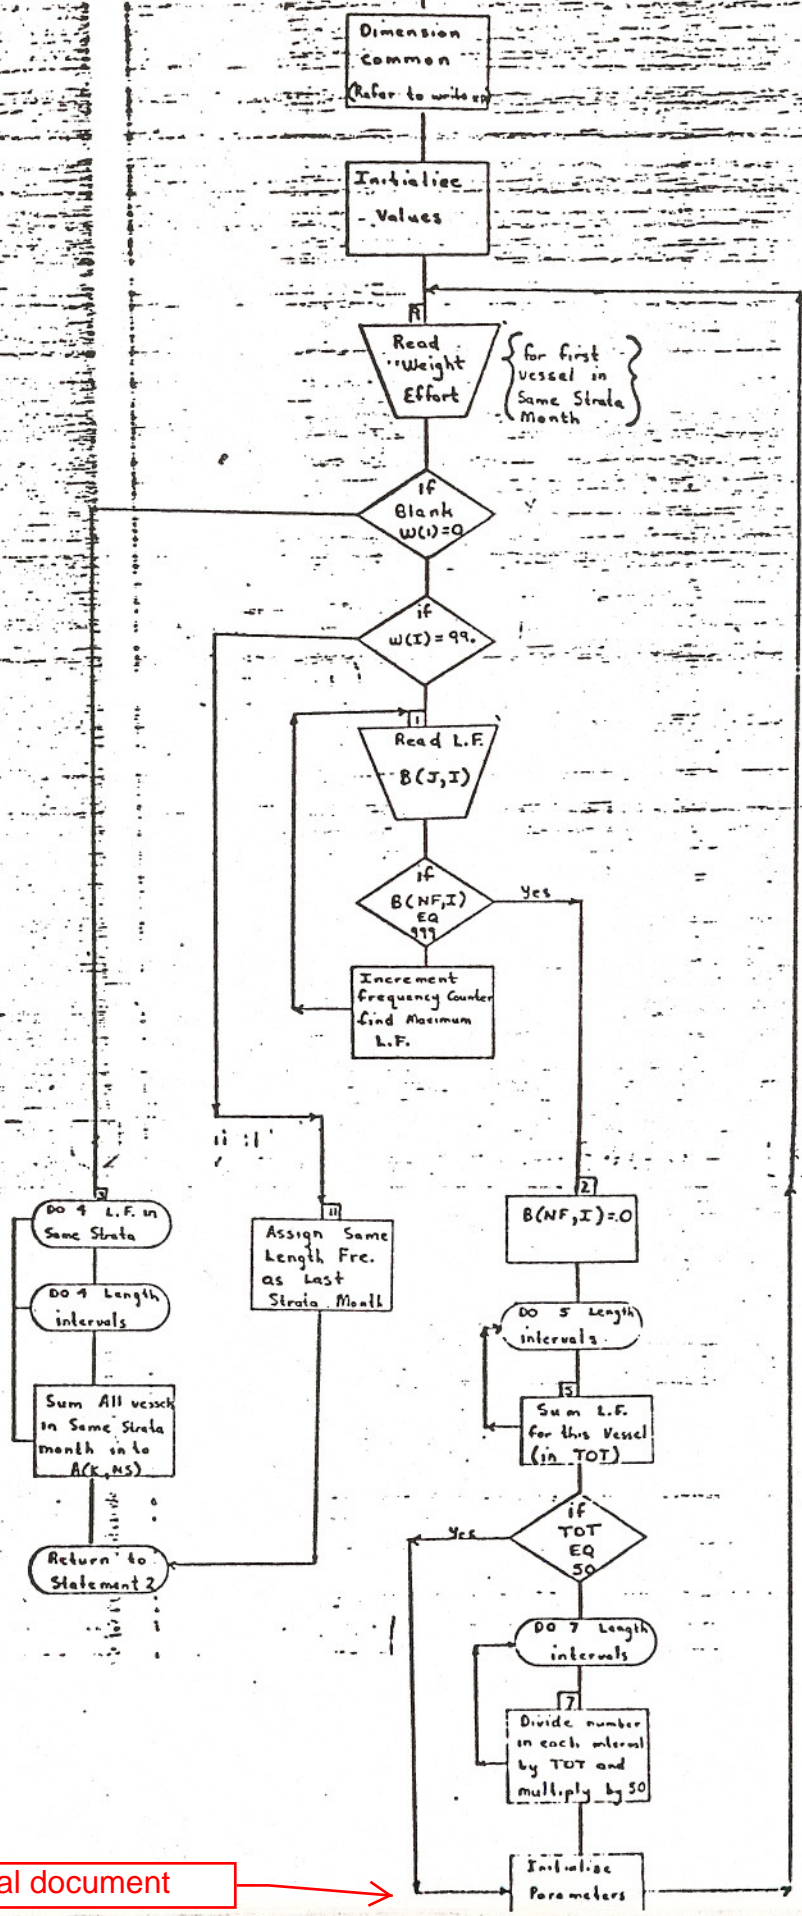 Dimension
Common
(Refer to write up)
Initialise
Values
Read
Weight
Effort
for first
vessel in
Same Strata
Month
if
Blank
W(1)=0
if
W(I)=99.
1
Read L.F.
B(J,I)
if
B(NF,I)
EQ
999
Yes
Increment
frequency Counter
find Maximum
L.F.
3
DO 4 L.F. in
Same Strata
DO 4 Length
intervals
Sum All vessels
in Same Strata
month in to
A(K,NS)
Return to
Statement 2
11
Assign Same
Length Fre.
as Last
Strata Month
2
B(NF,I)=.0
DO 5 Length
intervals
5
Sum L.F.
for this Vessel
(in TOT)
if
TOT
EQ
50
Yes
DO 7 Length
intervals
7
Divide number
in each interval
by TOT and
multiply by 50
Initialise
Parameters
al document